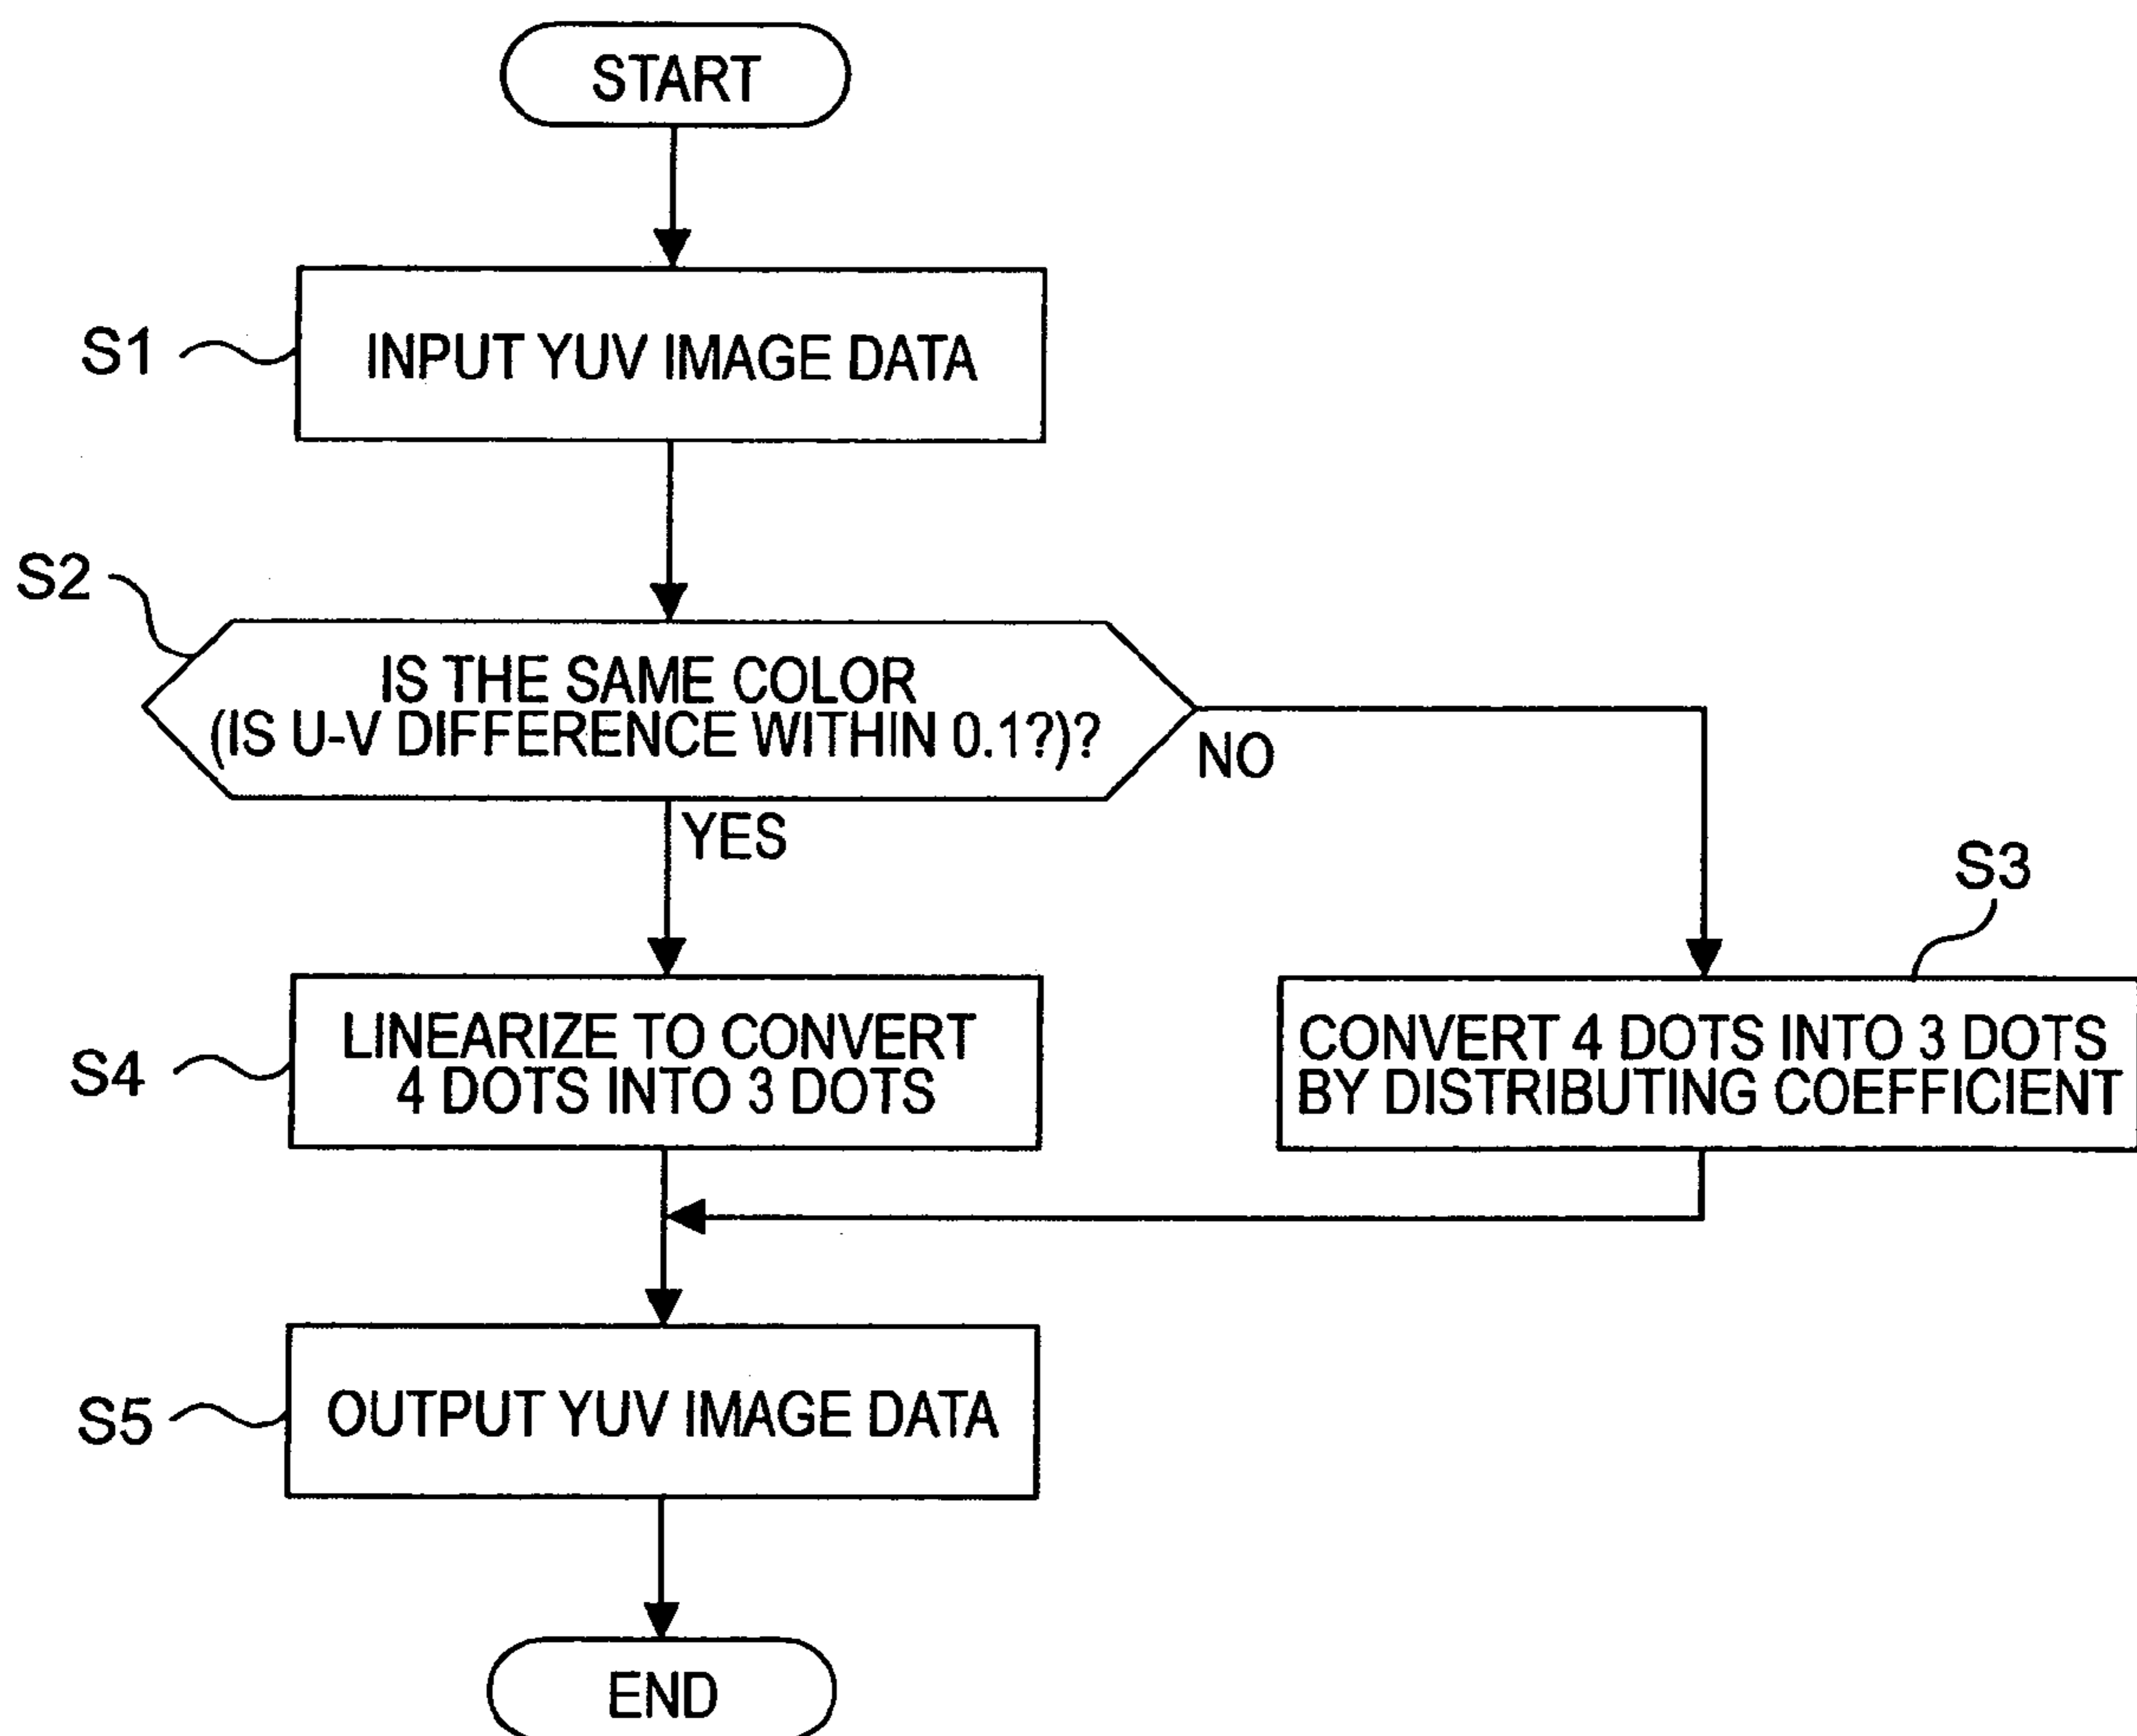 START
S1
INPUT YUV IMAGE DATA
S2
IS THE SAME COLOR
(IS U-V DIFFERENCE WITHIN 0.1?)?
NO
YES
S3
S4
LINEARIZE TO CONVERT
4 DOTS INTO 3 DOTS
CONVERT 4 DOTS INTO 3 DOTS
BY DISTRIBUTING COEFFICIENT
S5
OUTPUT YUV IMAGE DATA
END